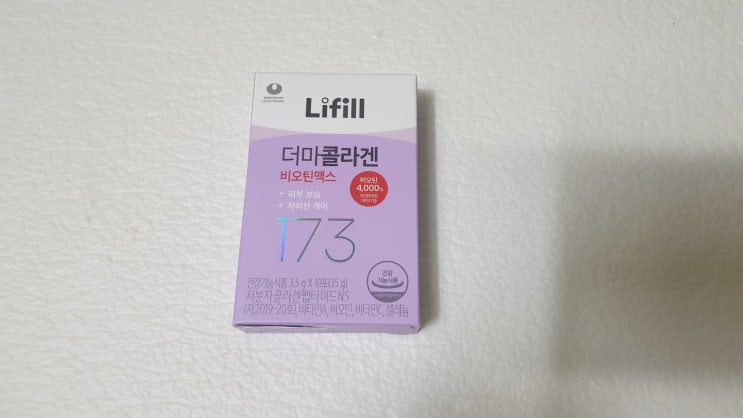 Lifill
더마콜라겐
비오틴맥스
+ 피부 보습
+ 자외선 케어
비오틴
4,000%
173
건강기능식품 3.5 g X 10포(35 g)
저분자콜라겐펩타이드NS
(제2019-20호), 비타민A, 비오틴, 비타민C, 셀레늄
건강
기능식품